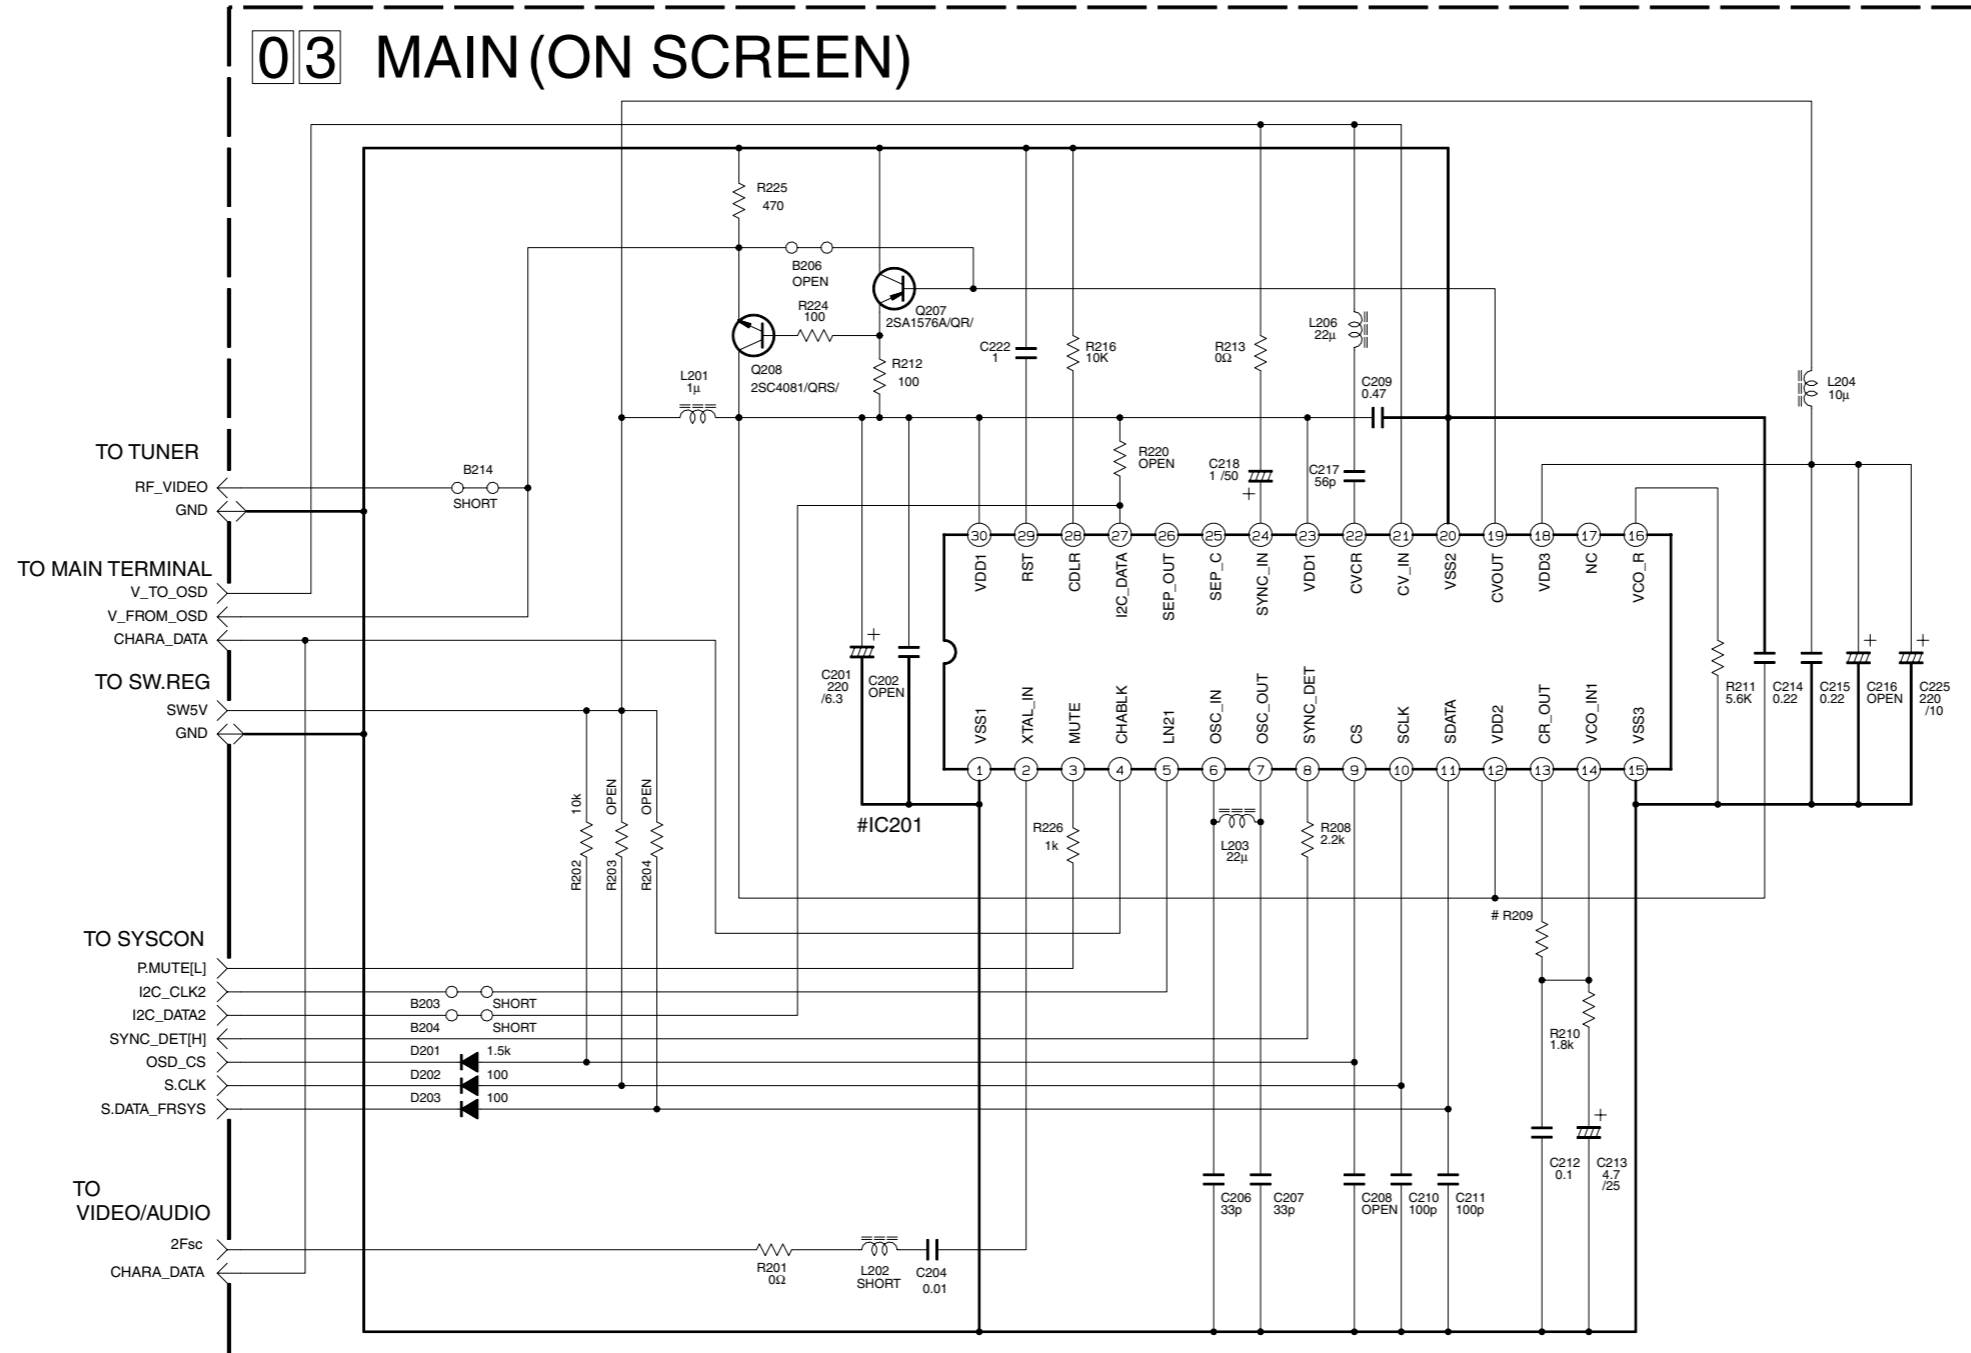 03 MAIN(ON SCREEN)
R225
470
B206
OPEN
R224
100
Q207
2SA1576A/QR/
Q208
2SC4081/QRS/
R212
100
L201
1µ
C222
1
R216
10K
R213
0Ω
L206
22µ
C209
0.47
L204
10µ
R220
OPEN
C218
1 /50
+
C217
56p
TO TUNER
RF_VIDEO
GND
B214
SHORT
TO MAIN TERMINAL
V_TO_OSD
V_FROM_OSD
CHARA_DATA
TO SW.REG
SW5V
GND
30 29 28 27 26 25 24 23 22 21 20 19 18 17 16
VDD1
RST
CDLR
I2C_DATA
SEP_OUT
SEP_C
SYNC_IN
VDD1
CVCR
CV_IN
VSS2
CVOUT
VDD3
NC
VCO_R
+
C201
220
/6.3
C202
OPEN
VSS1
XTAL_IN
MUTE
CHABLK
LN21
OSC_IN
OSC_OUT
SYNC_DET
CS
SCLK
SDATA
VDD2
CR_OUT
VCO_IN1
VSS3
1 2 3 4 5 6 7 8 9 10 11 12 13 14 15
R211
5.6K
C214
0.22
C215
0.22
+
C216
OPEN
+
C225
220
/10
#IC201
10k
R202
OPEN
R203
OPEN
R204
R226
1k
L203
22µ
R208
2.2k
# R209
R210
1.8k
TO SYSCON
P.MUTE[L]
I2C_CLK2
I2C_DATA2
SYNC_DET[H]
OSD_CS
S.CLK
S.DATA_FRSYS
B203
SHORT
B204
SHORT
D201
1.5k
D202
100
D203
100
C206
33p
C207
33p
C208
OPEN
C210
100p
C211
100p
C212
0.1
+
C213
4.7
/25
TO
VIDEO/AUDIO
2Fsc
CHARA_DATA
R201
0Ω
L202
SHORT
C204
0.01